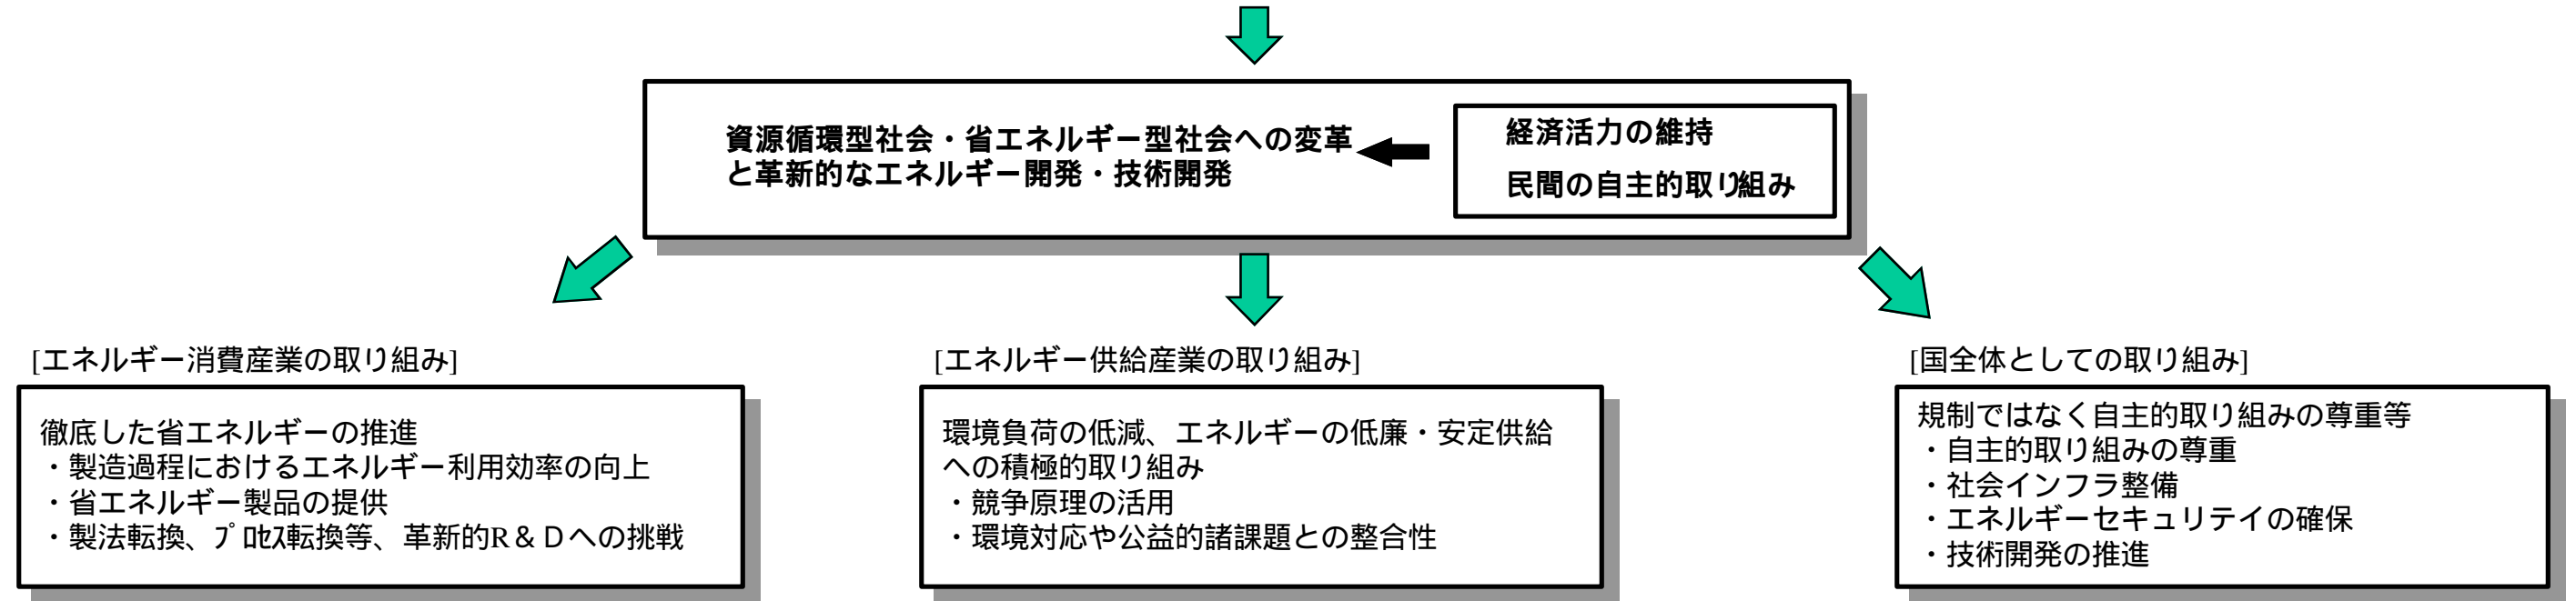 資源循環型社会・省エネルギー型社会への変革
と革新的なエネルギー開発・技術開発
経済活力の維持
民間の自主的取り組み
[エネルギー消費産業の取り組み]
徹底した省エネルギーの推進
・製造過程におけるエネルギー利用効率の向上
・省エネルギー製品の提供
・製法転換、ﾌﾟﾛｾｽ転換等、革新的R＆Dへの挑戦
[エネルギー供給産業の取り組み]
環境負荷の低減、エネルギーの低廉・安定供給
への積極的取り組み
・競争原理の活用
・環境対応や公益的諸課題との整合性
[国全体としての取り組み]
規制ではなく自主的取り組みの尊重等
・自主的取り組みの尊重
・社会インフラ整備
・エネルギーセキュリテイの確保
・技術開発の推進